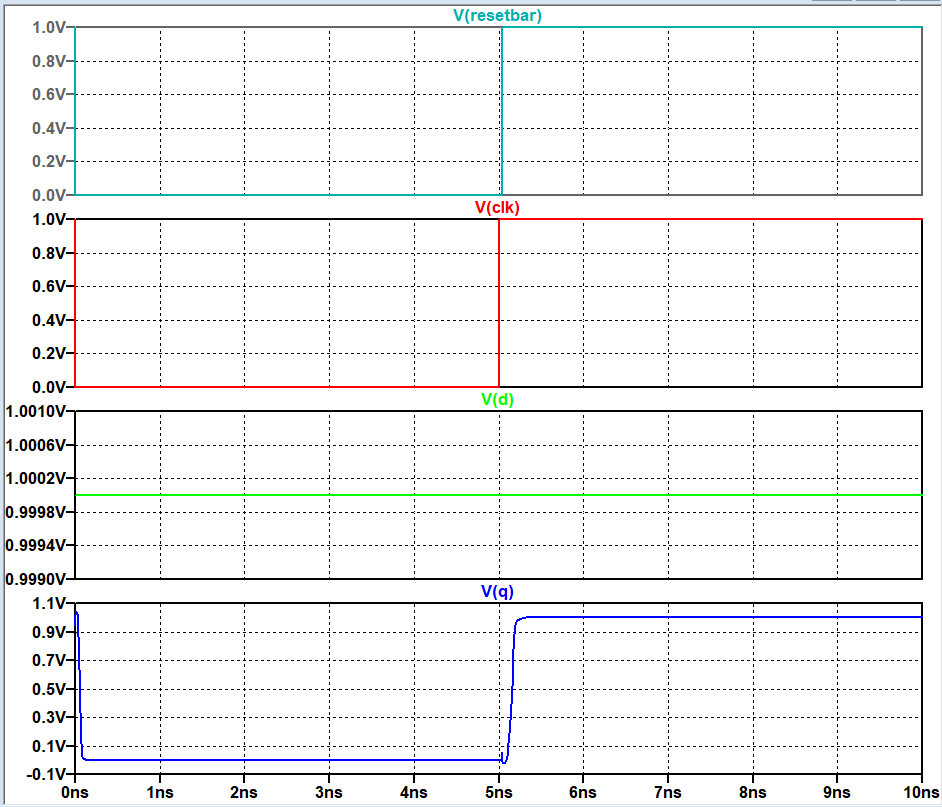 V(resetbar)
1.0V
0.8V
0.6V
0.4V
0.2V
0.0V
V(clk)
1.0V
0.8V
0.6V
0.4V
0.2V
0.0V
V(d)
1.0010V
1.0006V
1.0002V
0.9998V
0.9994V
0.9990V
V(q)
1.1V
0.9V
0.7V
0.5V
0.3V
0.1V
-0.1V
0ns 1ns 2ns 3ns 4ns 5ns 6ns 7ns 8ns 9ns 10ns